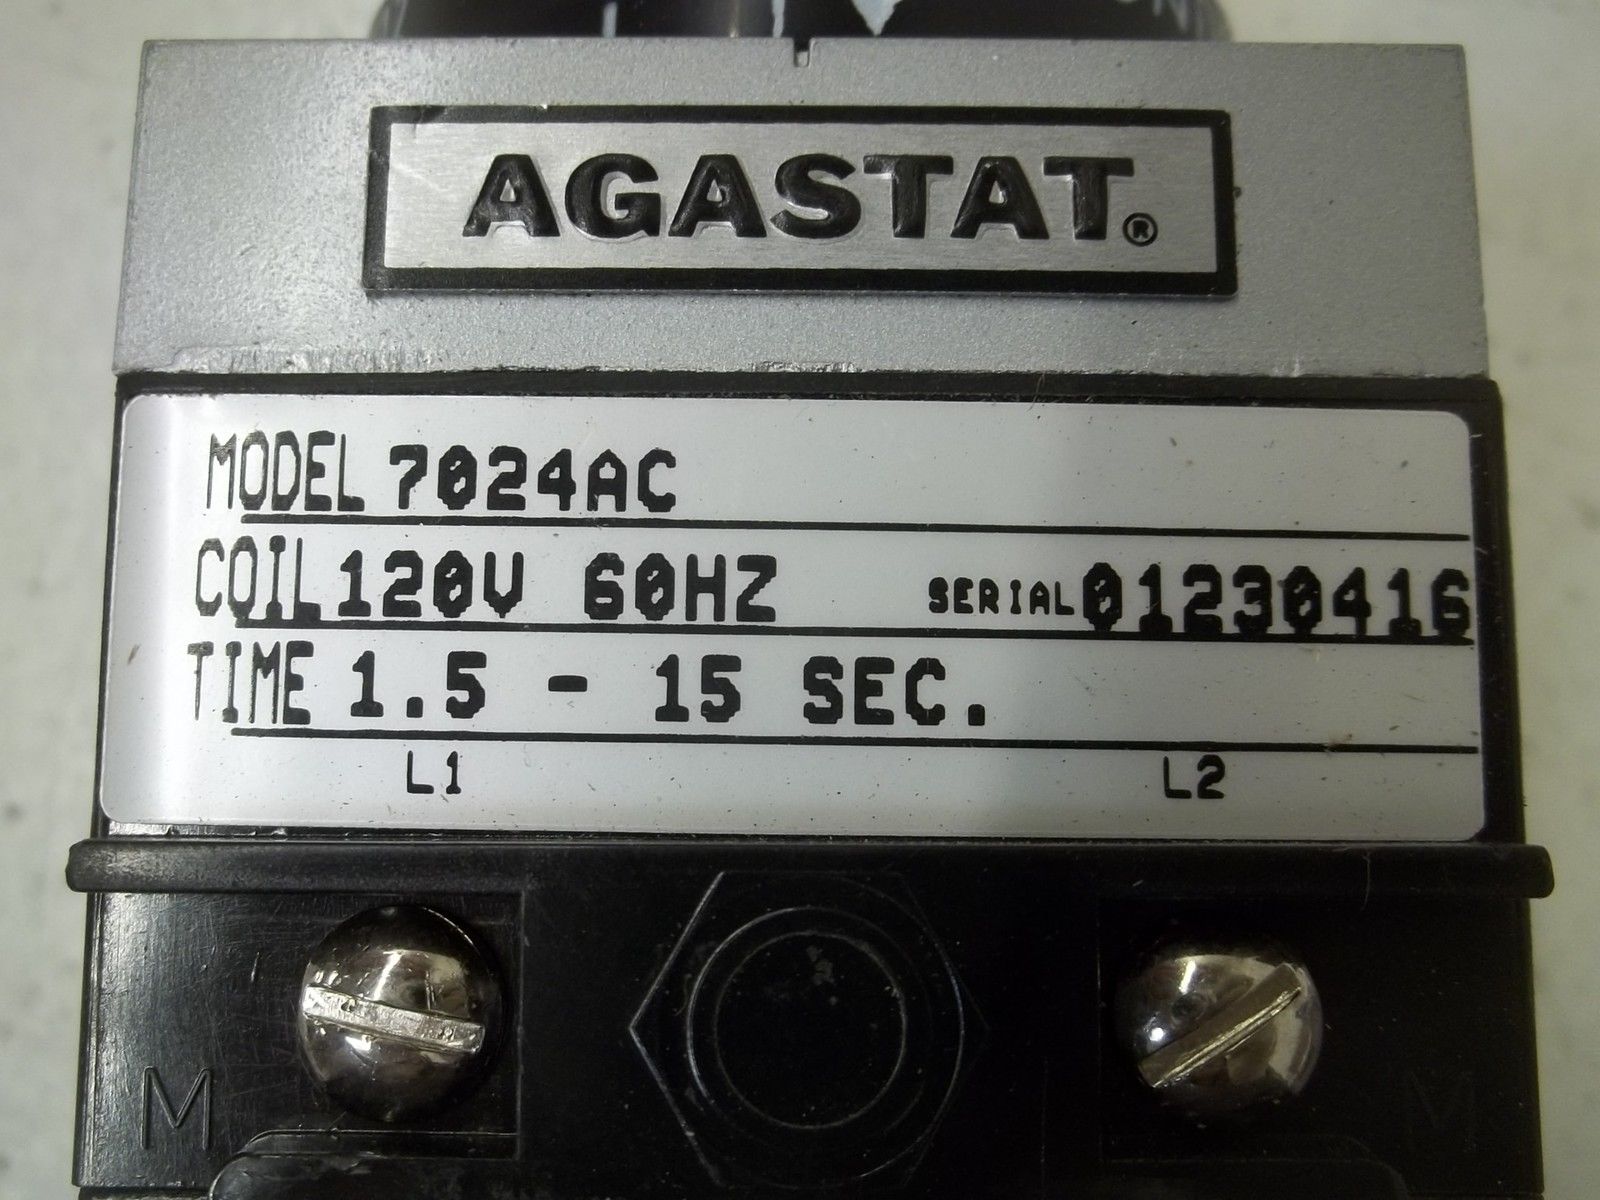 AGASTAT®
MODEL 7024AC
COIL 120V 60HZ SERIAL 01230416
TIME 1.5 - 15 SEC.
L1 L2
M M